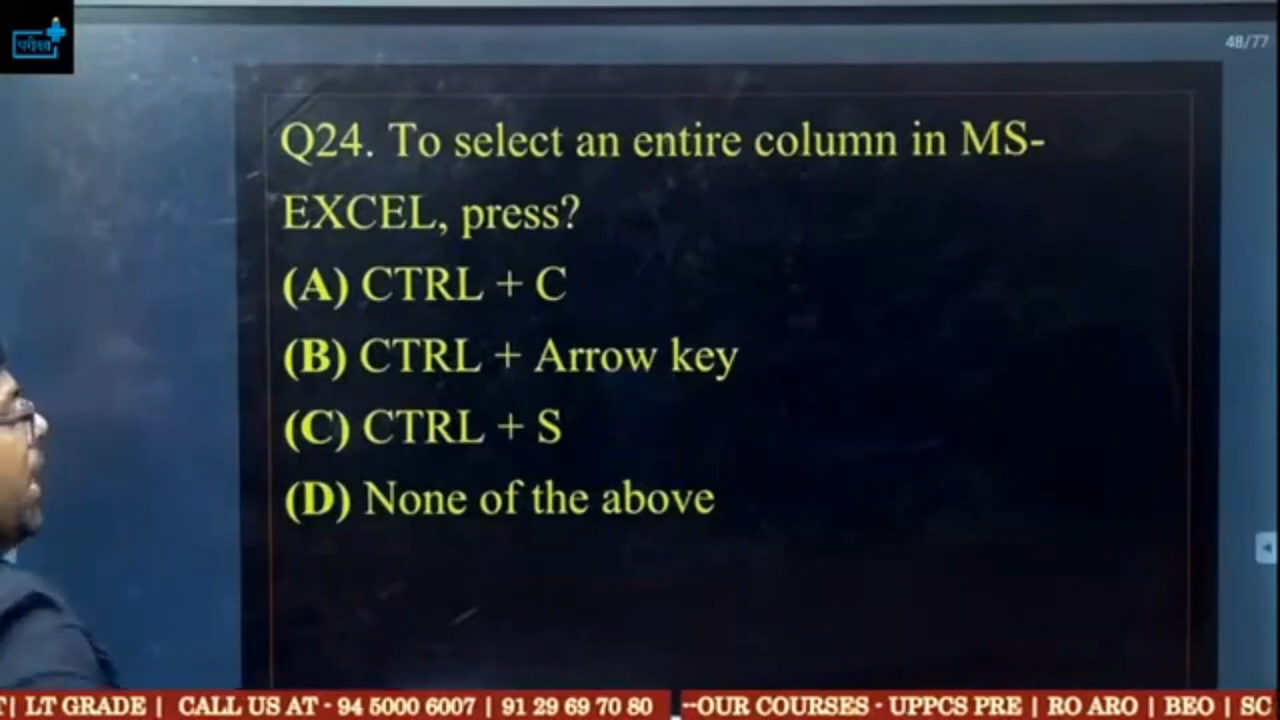 परीक्षा
48/77
Q24. To select an entire column in MS-
EXCEL, press?
(A) CTRL + C
(B) CTRL + Arrow key
(C) CTRL + S
(D) None of the above
T| LT GRADE | CALL US AT - 94 5000 6007 | 91 29 69 70 80 --OUR COURSES - UPPCS PRE | RO ARO | BEO | SC